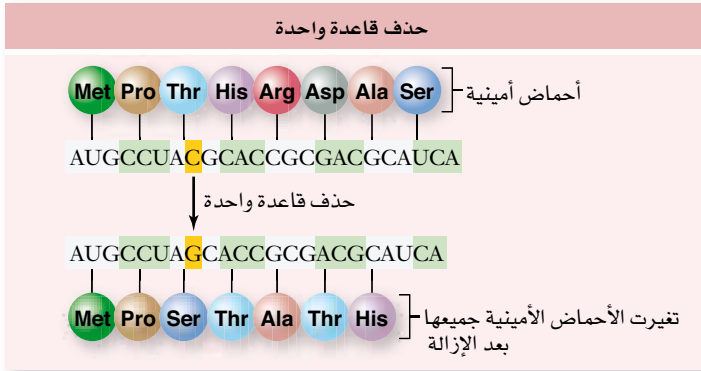 حذف قاعدة واحدة
Met Pro Thr His Arg Asp Ala Ser
أحماض أمينية
AUGCCUACGCACCGCGACGCAUCA
حذف قاعدة واحدة
AUGCCUAGCACCGCGACGCAUCA
Met Pro Ser Thr Ala Thr His
تغيرت الأحماض الأمينية جميعها
بعد الإزالة